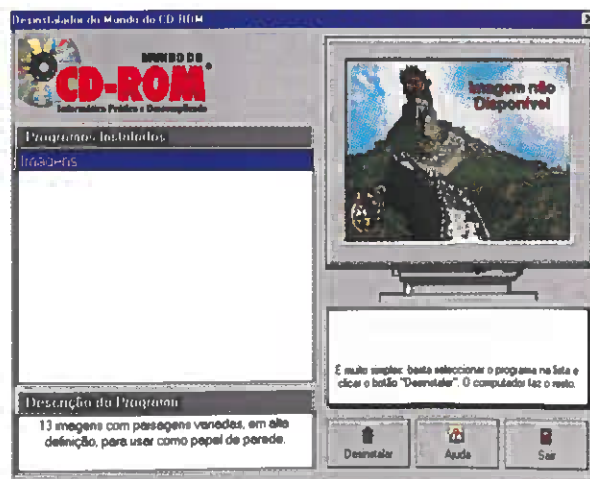 Desinstalador do Mundo do CD-ROM
MUNDO DO
CD-ROM®
Informática Prática e Descomplicada
Programas Instalados
Imagens
Imagem não
Disponível
É muito simples: basta seleccionar o programa na lista e
clicar o botão "Desinstalar". O computador faz o resto.
Descrição do Programa
13 imagens com paisagens variadas, em alta
definição, para usar como papel de parede.
Desinstalar
Ajuda
Sair